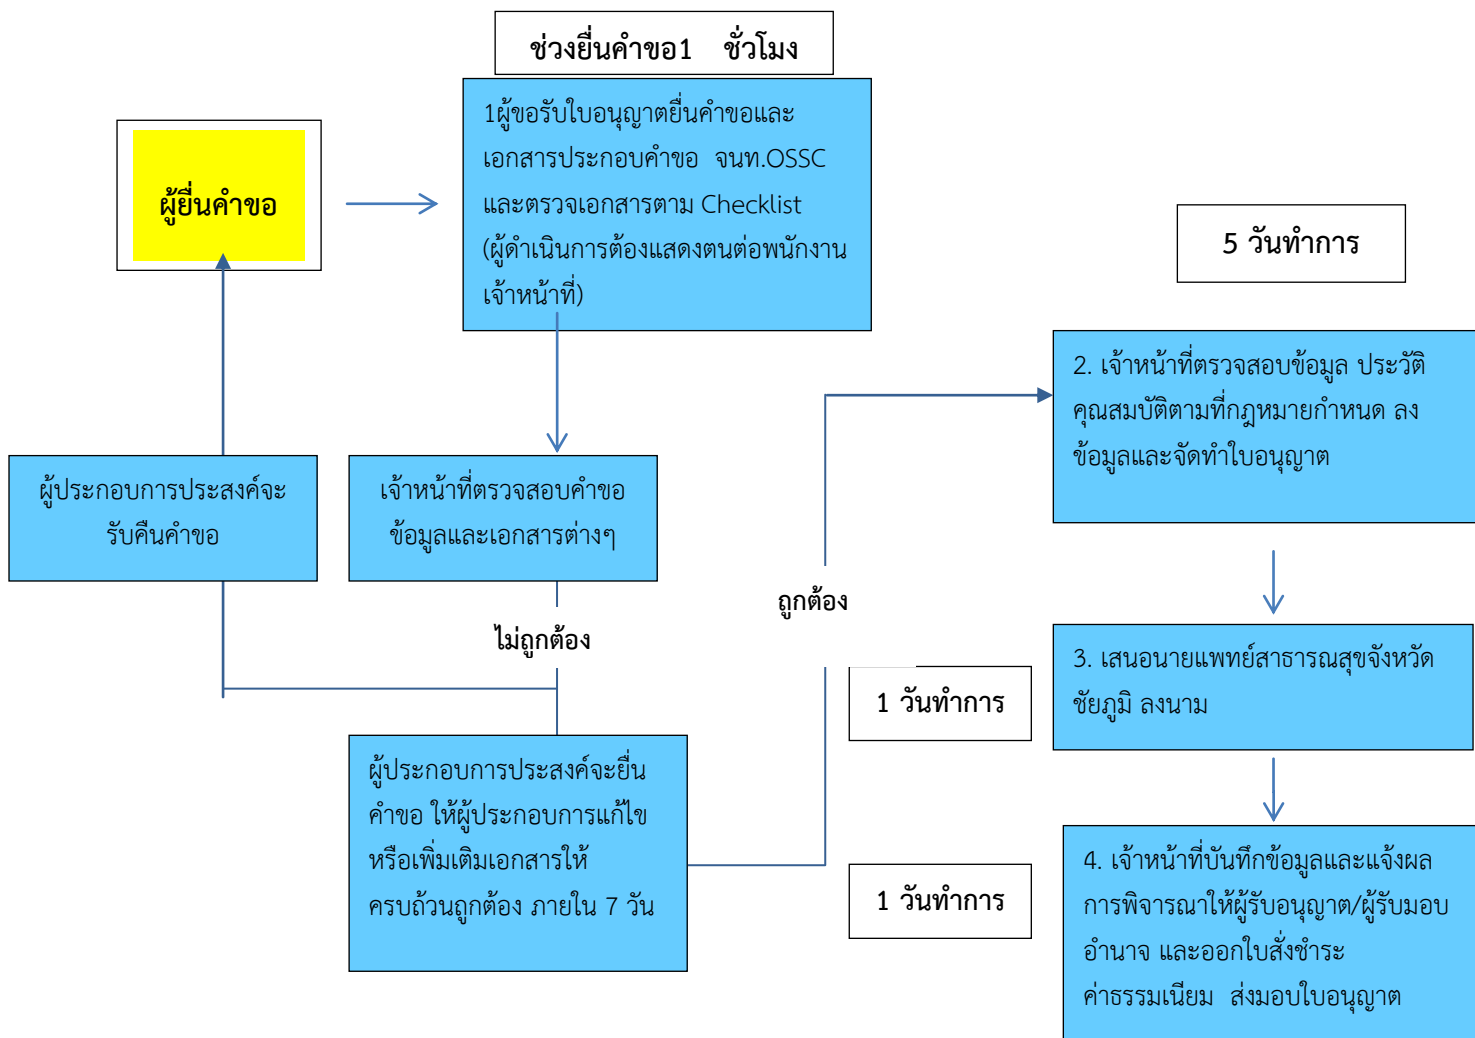 ช่วงยื่นคำขอ1 ชั่วโมง
ผู้ยื่นคำขอ
1ผู้ขอรับใบอนุญาตยื่นคำขอและ
เอกสารประกอบคำขอ จนท.OSSC
และตรวจเอกสารตาม Checklist
(ผู้ดำเนินการต้องแสดงตนต่อพนักงาน
เจ้าหน้าที่)
5 วันทำการ
2. เจ้าหน้าที่ตรวจสอบข้อมูล ประวัติ
คุณสมบัติตามที่กฎหมายกำหนด ลง
ข้อมูลและจัดทำใบอนุญาต
ผู้ประกอบการประสงค์จะ
รับคืนคำขอ
เจ้าหน้าที่ตรวจสอบคำขอ
ข้อมูลและเอกสารต่างๆ
ถูกต้อง
ไม่ถูกต้อง
1 วันทำการ
3. เสนอนายแพทย์สาธารณสุขจังหวัด
ชัยภูมิ ลงนาม
ผู้ประกอบการประสงค์จะยื่น
คำขอ ให้ผู้ประกอบการแก้ไข
หรือเพิ่มเติมเอกสารให้
ครบถ้วนถูกต้อง ภายใน 7 วัน
1 วันทำการ
4. เจ้าหน้าที่บันทึกข้อมูลและแจ้งผล
การพิจารณาให้ผู้รับอนุญาต/ผู้รับมอบ
อำนาจ และออกใบสั่งชำระ
ค่าธรรมเนียม ส่งมอบใบอนุญาต